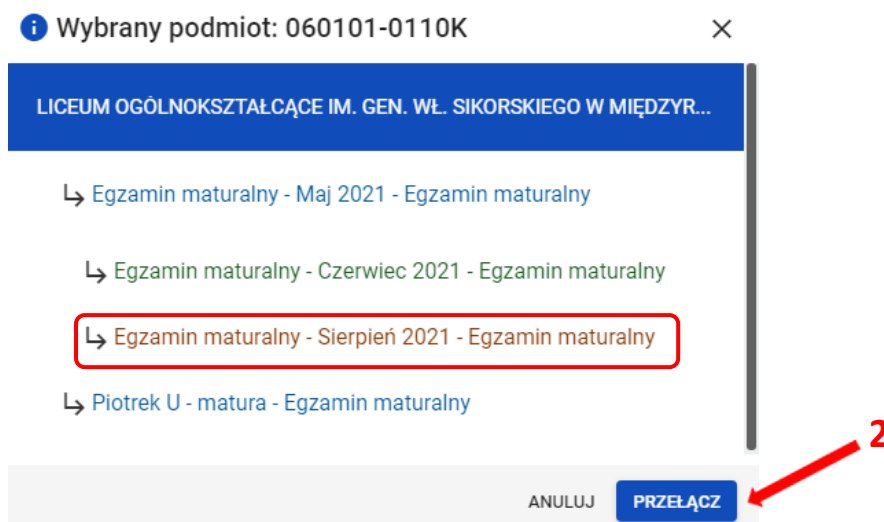 Wybrany podmiot: 060101-0110K
LICEUM OGÓLNOKSZTAŁCĄCE IM. GEN. WŁ. SIKORSKIEGO W MIĘDZYR...
Egzamin maturalny - Maj 2021 - Egzamin maturalny
Egzamin maturalny - Czerwiec 2021 - Egzamin maturalny
Egzamin maturalny - Sierpień 2021 - Egzamin maturalny
Piotrek U - matura - Egzamin maturalny
2
ANULUJ PRZEŁĄCZ